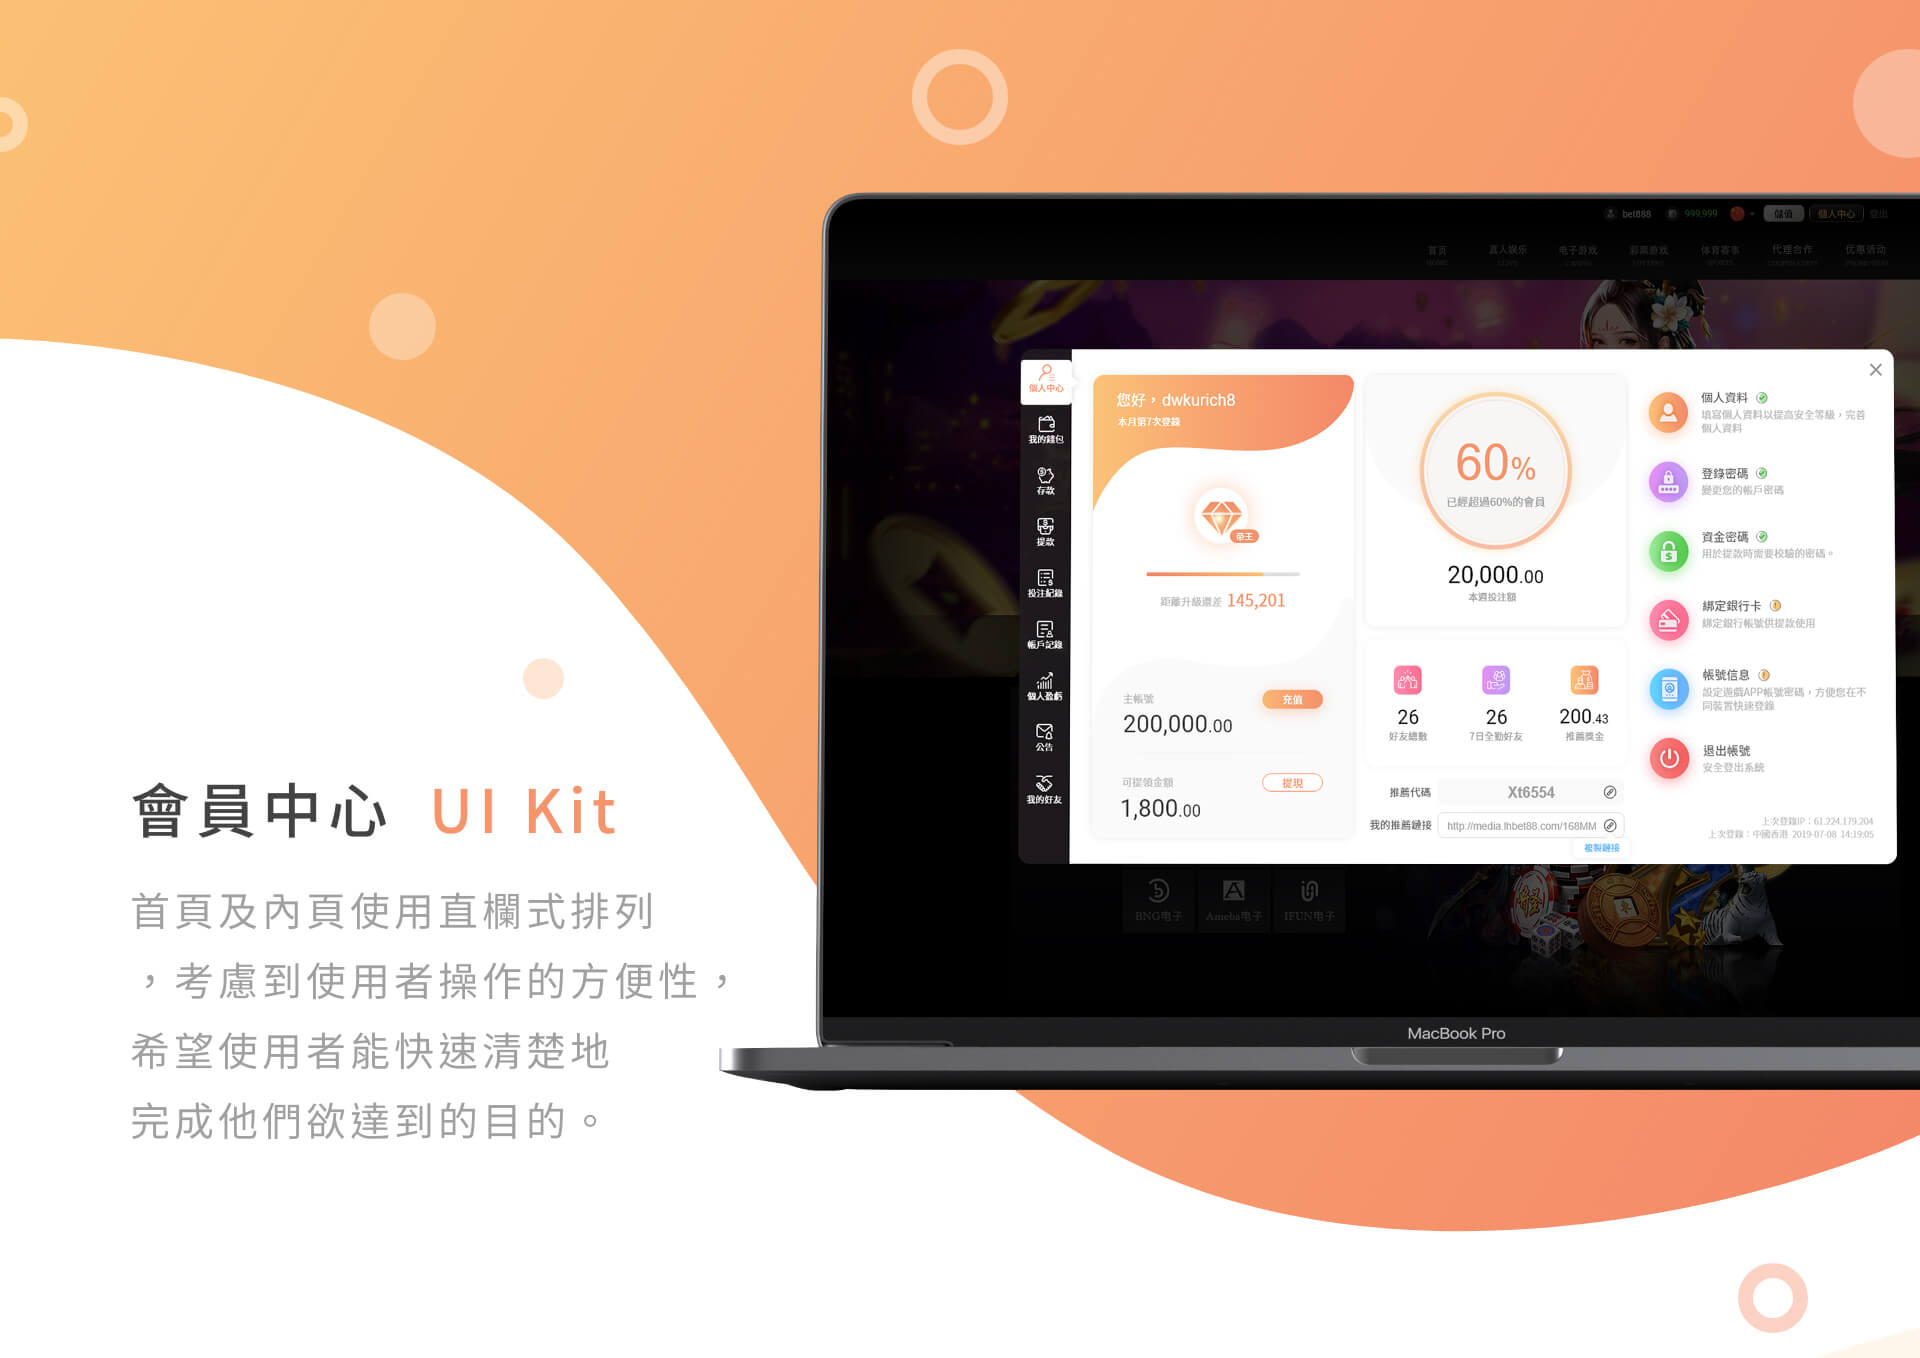 會員中心 UI Kit
首頁及內頁使用直欄式排列
，考慮到使用者操作的方便性，
希望使用者能快速清楚地
完成他們欲達到的目的。
bet888 999,999 儲值 個人中心 登出
首页 真人娱乐 电子游戏 彩票游戏 体育赛事 代理合作 优惠活动
HOME
個人中心
我的錢包
存款
提款
投注紀錄
帳戶記錄
個人盈虧
公告
我的好友
您好，dwkurich8
本月第7次登錄
帝王
距離升級還差 145,201
主帳號
充值
200,000.00
可提領金額
提現
1,800.00
60%
已經超過60%的會員
20,000.00
本週投注額
26
好友總數
26
7日全勤好友
200.43
推薦獎金
推薦代碼 Xt6554
我的推薦鏈接 http://media.lhbet88.com/168MM
複製鏈接
個人資料
填寫個人資料以提高安全等級，完善
個人資料
登錄密碼
變更您的帳戶密碼
資金密碼
用於提款時需要校驗的密碼。
綁定銀行卡
綁定銀行帳號供提款使用
帳號信息
設定遊戲APP帳號密碼，方便您在不
同裝置快速登錄
退出帳號
安全登出系統
上次登錄IP：61.224.179.204
上次登錄：中國香港 2019-07-08 14:19:05
BNG电子 Ameba电子 IFUN电子
MacBook Pro